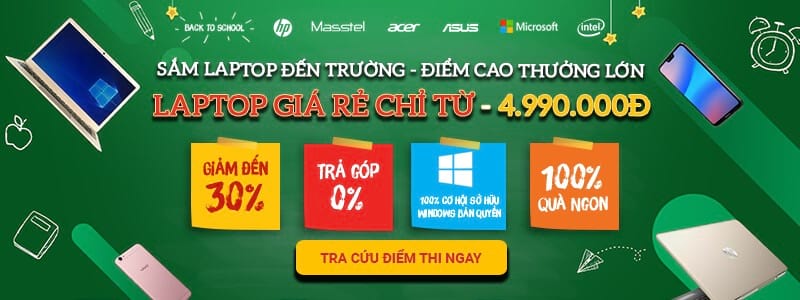 BACK TO SCHOOL
hp
Masstel
acer
ASUS
Microsoft
intel
SẮM LAPTOP ĐẾN TRƯỜNG - ĐIỂM CAO THƯỞNG LỚN
LAPTOP GIÁ RẺ CHỈ TỪ - 4.990.000Đ
GIẢM ĐẾN
30%
TRẢ GÓP
0%
100% CƠ HỘI SỞ HỮU
WINDOWS BẢN QUYỀN
100%
QUÀ NGON
TRA CỨU ĐIỂM THI NGAY